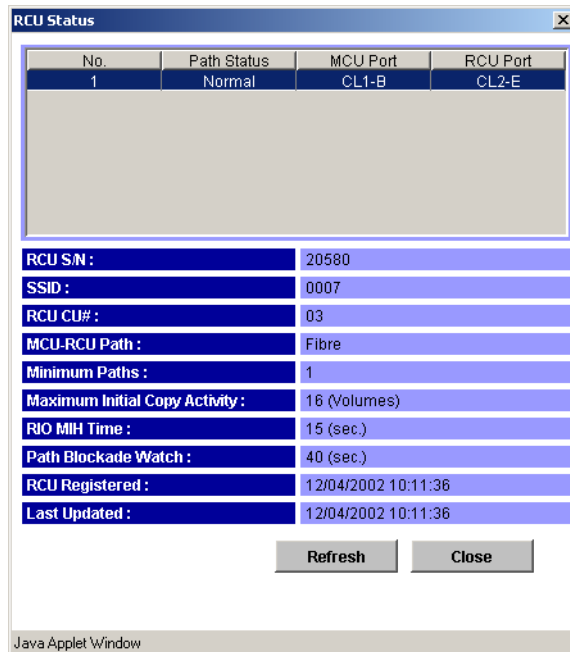 RCU Status
No. Path Status MCU Port RCU Port
1 Normal CL1-B CL2-E
RCU S/N : 20580
SSID : 0007
RCU CU# : 03
MCU-RCU Path : Fibre
Minimum Paths : 1
Maximum Initial Copy Activity : 16 (Volumes)
RIO MIH Time : 15 (sec.)
Path Blockade Watch : 40 (sec.)
RCU Registered : 12/04/2002 10:11:36
Last Updated : 12/04/2002 10:11:36
Refresh Close
Java Applet Window